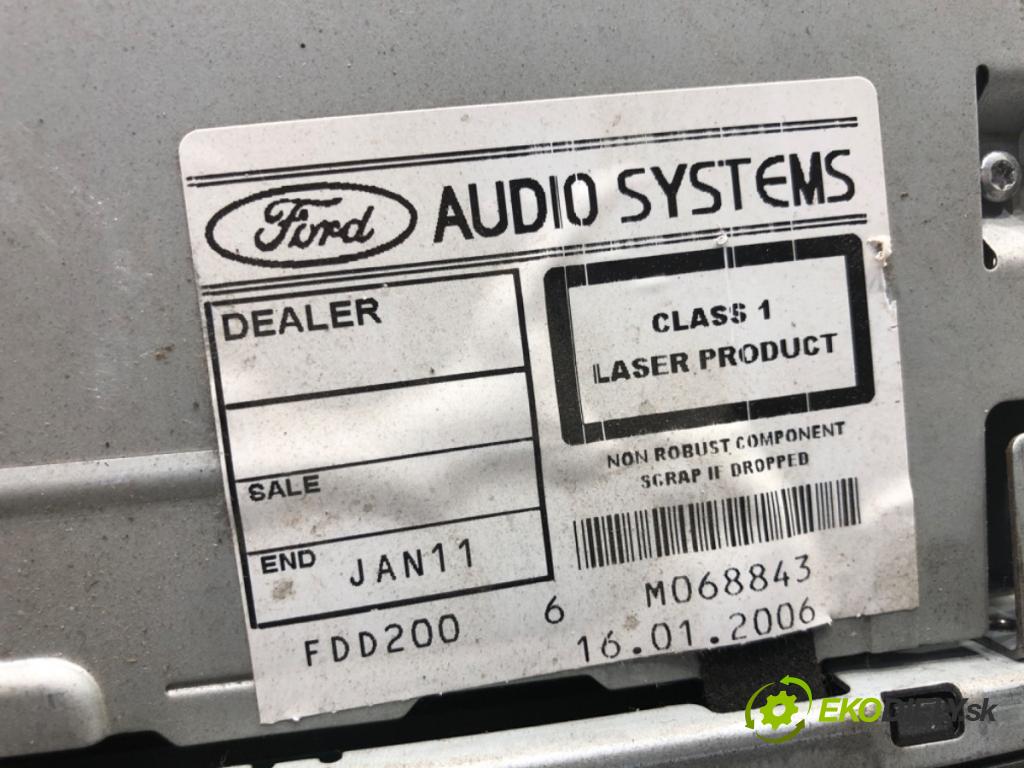 Ford AUDIO SYSTEMS
DEALER
SALE
END JAN11
FDD200 6
CLASS 1
LASER PRODUCT
NON ROBUST COMPONENT
SCRAP IF DROPPED
M068843
16.01.2006
EKODIELY.sk